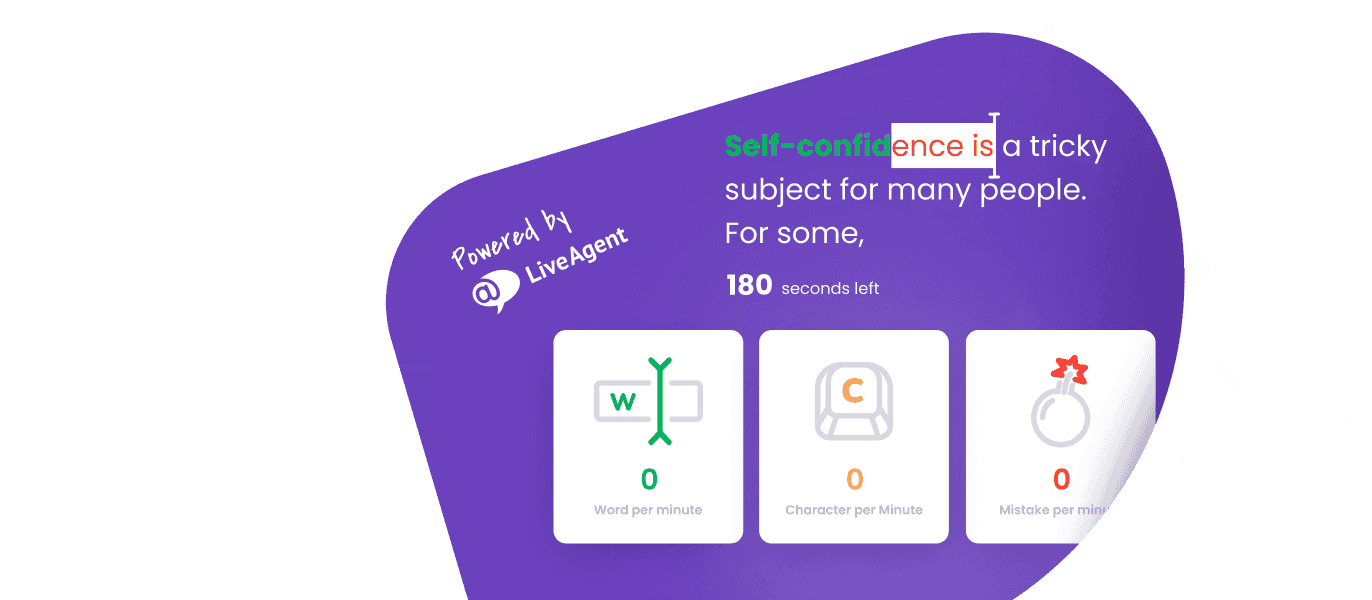 Self-confidence is a tricky
subject for many people.
For some,
180 seconds left
Powered by
@ LiveAgent
W
C
0
0
0
Word per minute
Character per Minute
Mistake per minu